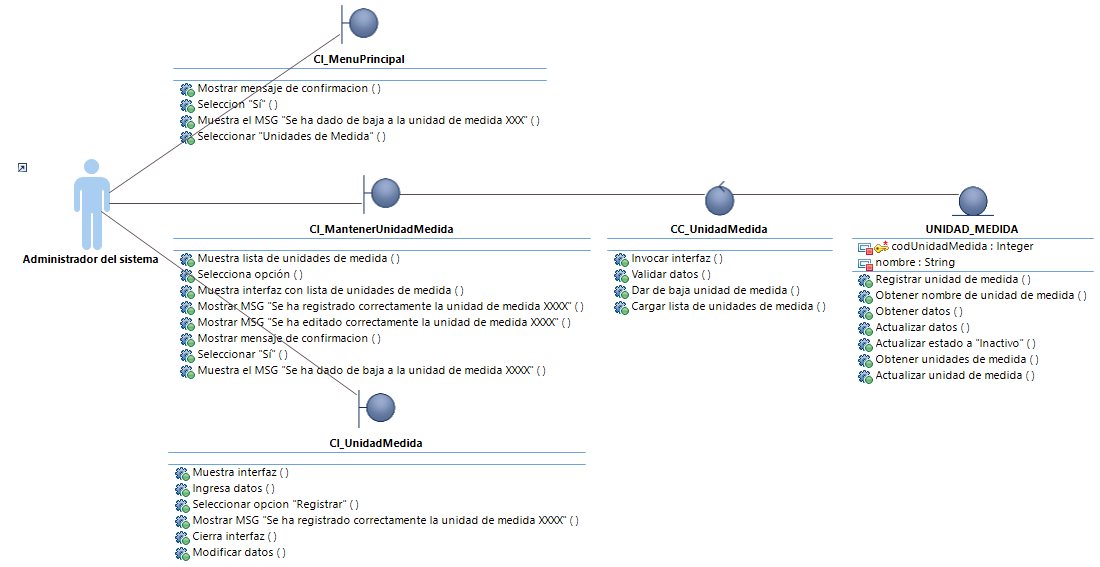 CI_MenuPrincipal
Mostrar mensaje de confirmacion ( )
Seleccion "Sí" ( )
Muestra el MSG "Se ha dado de baja a la unidad de medida XXX" ( )
Seleccionar "Unidades de Medida" ( )
Administrador del sistema
CI_MantenerUnidadMedida
Muestra lista de unidades de medida ( )
Selecciona opción ( )
Muestra interfaz con lista de unidades de medida ( )
Mostrar MSG "Se ha registrado correctamente la unidad de medida XXXX" ( )
Mostrar MSG "Se ha editado correctamente la unidad de medida XXXX" ( )
Mostrar mensaje de confirmacion ( )
Seleccionar "Sí" ( )
Muestra el MSG "Se ha dado de baja a la unidad de medida XXXX" ( )
CC_UnidadMedida
Invocar interfaz ( )
Validar datos ( )
Dar de baja unidad de medida ( )
Cargar lista de unidades de medida ( )
UNIDAD_MEDIDA
codUnidadMedida : Integer
nombre : String
Registrar unidad de medida ( )
Obtener nombre de unidad de medida ( )
Obtener datos ( )
Actualizar datos ( )
Actualizar estado a "Inactivo" ( )
Obtener unidades de medida ( )
Actualizar unidad de medida ( )
CI_UnidadMedida
Muestra interfaz ( )
Ingresa datos ( )
Seleccionar opcion "Registrar" ( )
Mostrar MSG "Se ha registrado correctamente la unidad de medida XXXX" ( )
Cierra interfaz ( )
Modificar datos ( )